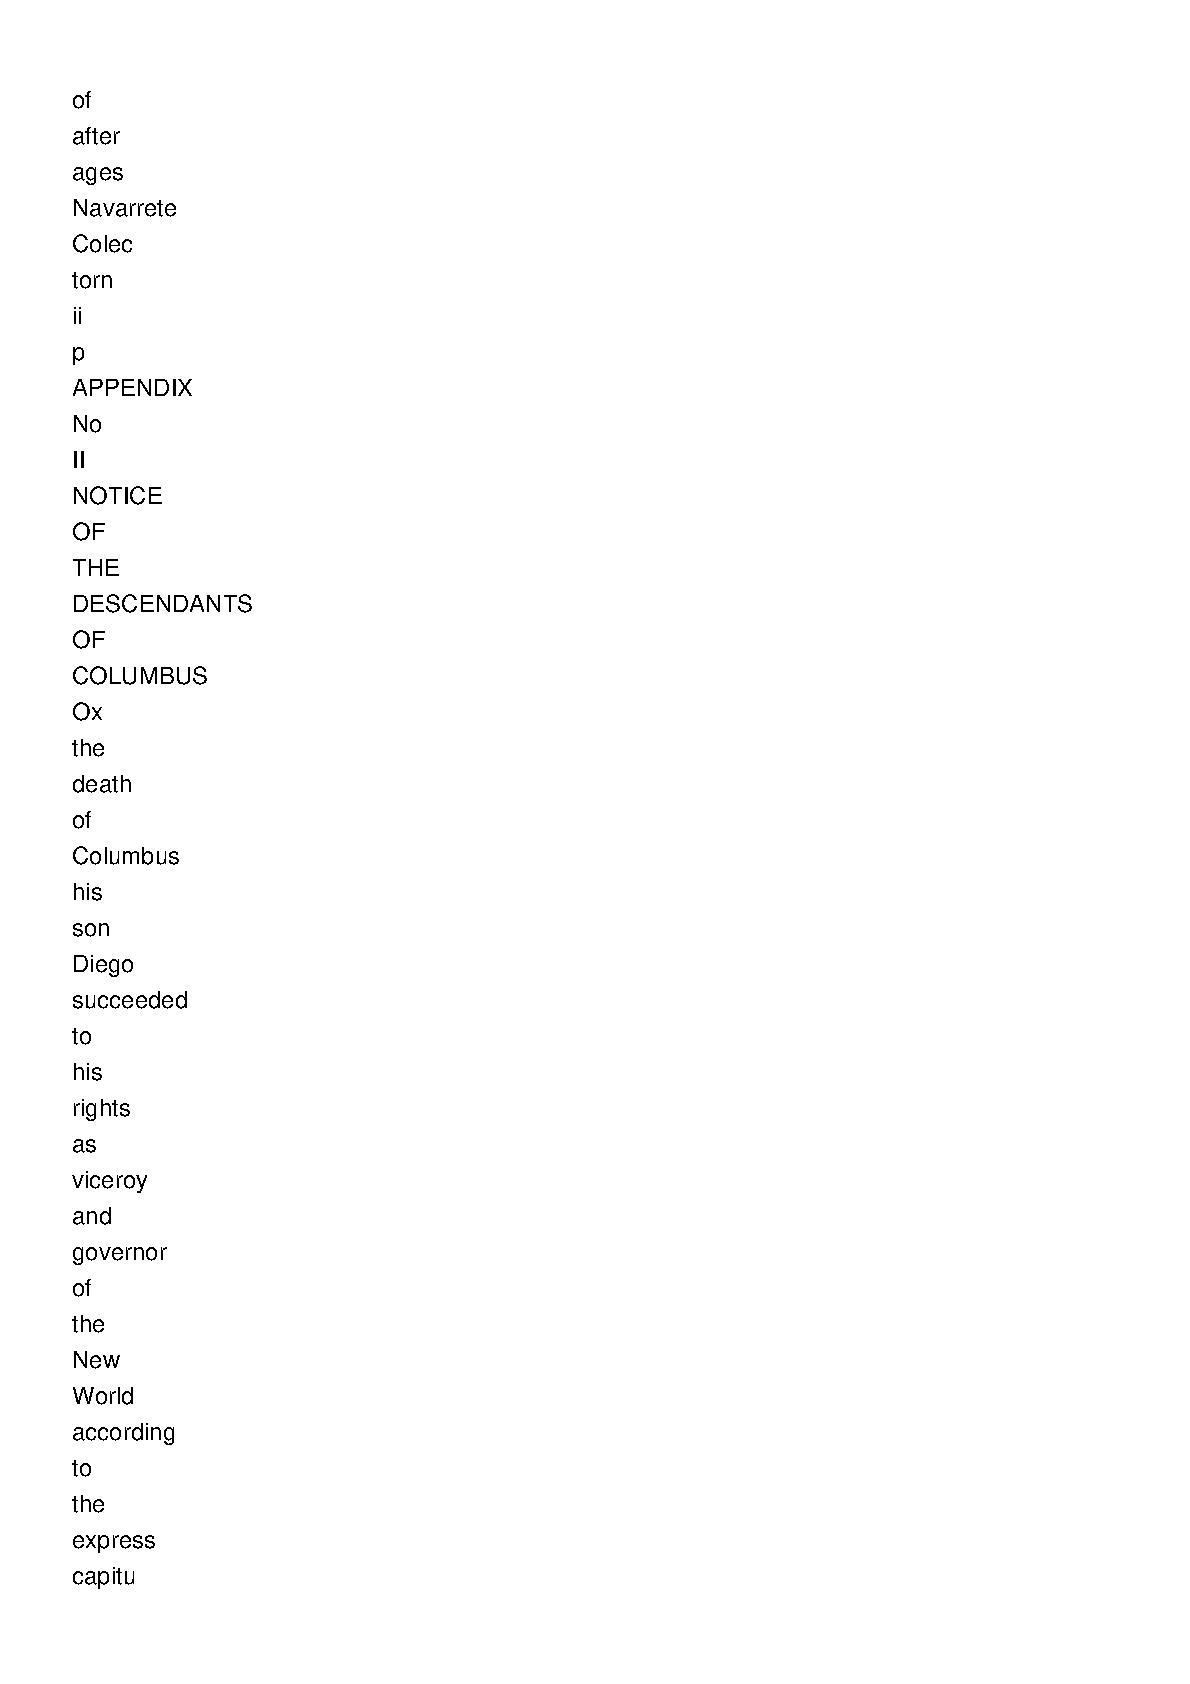 of
after
ages
Navarrete
Colec
torn
ii
p
APPENDIX
No
II
NOTICE
OF
THE
DESCENDANTS
OF
COLUMBUS
Ox
the
death
of
Columbus
his
son
Diego
succeeded
to
his
rights
as
viceroy
and
governor
of
the
New
World
according
to
the
express
capitu